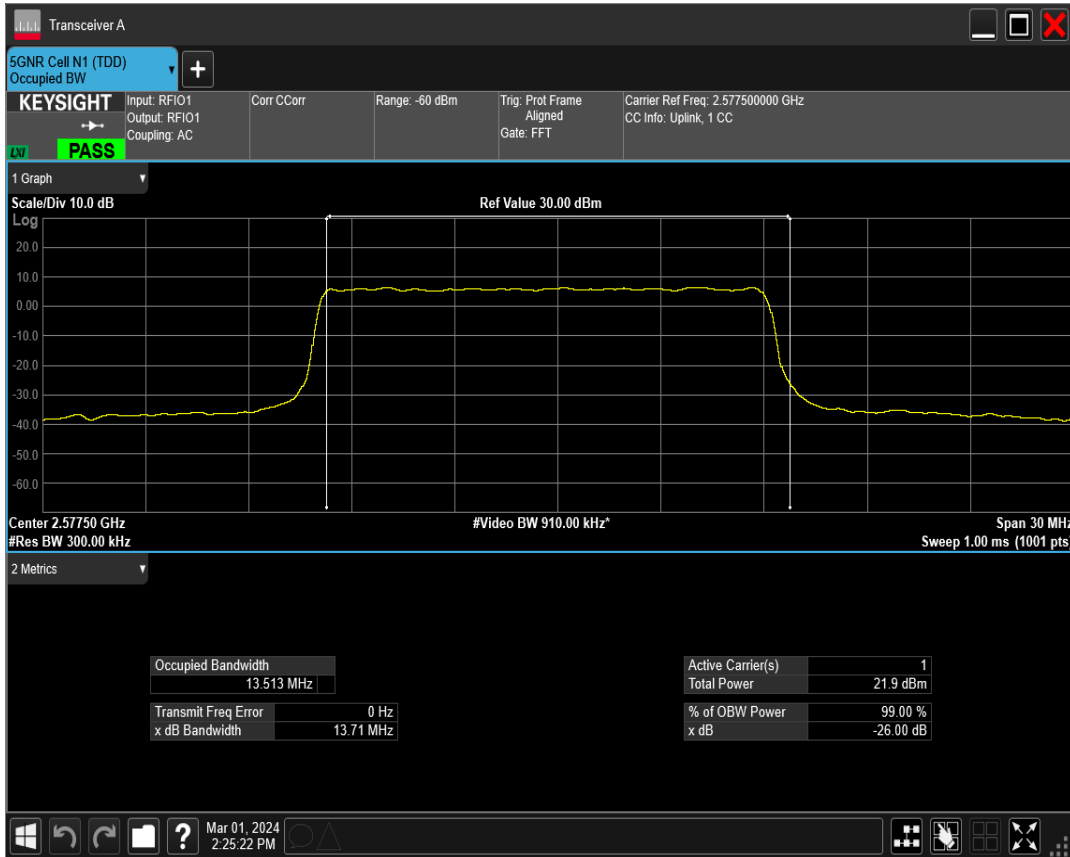 Transceiver A
5GNR Cell N1 (TDD)
Occupied BW
+
KEYSIGHT
LXI
PASS
Input: RFIO1
Output: RFIO1
Coupling: AC
Corr CCorr
Range: -60 dBm
Trig: Prot Frame
Aligned
Gate: FFT
Carrier Ref Freq: 2.577500000 GHz
CC Info: Uplink, 1 CC
1 Graph
Scale/Div 10.0 dB
Ref Value 30.00 dBm
Log
20.0
10.0
0.00
-10.0
-20.0
-30.0
-40.0
-50.0
-60.0
Center 2.57750 GHz
#Video BW 910.00 kHz*
Span 30 MHz
#Res BW 300.00 kHz
Sweep 1.00 ms (1001 pts)
2 Metrics
Occupied Bandwidth
13.513 MHz
Transmit Freq Error 0 Hz
x dB Bandwidth 13.71 MHz
Active Carrier(s) 1
Total Power 21.9 dBm
% of OBW Power 99.00 %
x dB -26.00 dB
?
Mar 01, 2024
2:25:22 PM